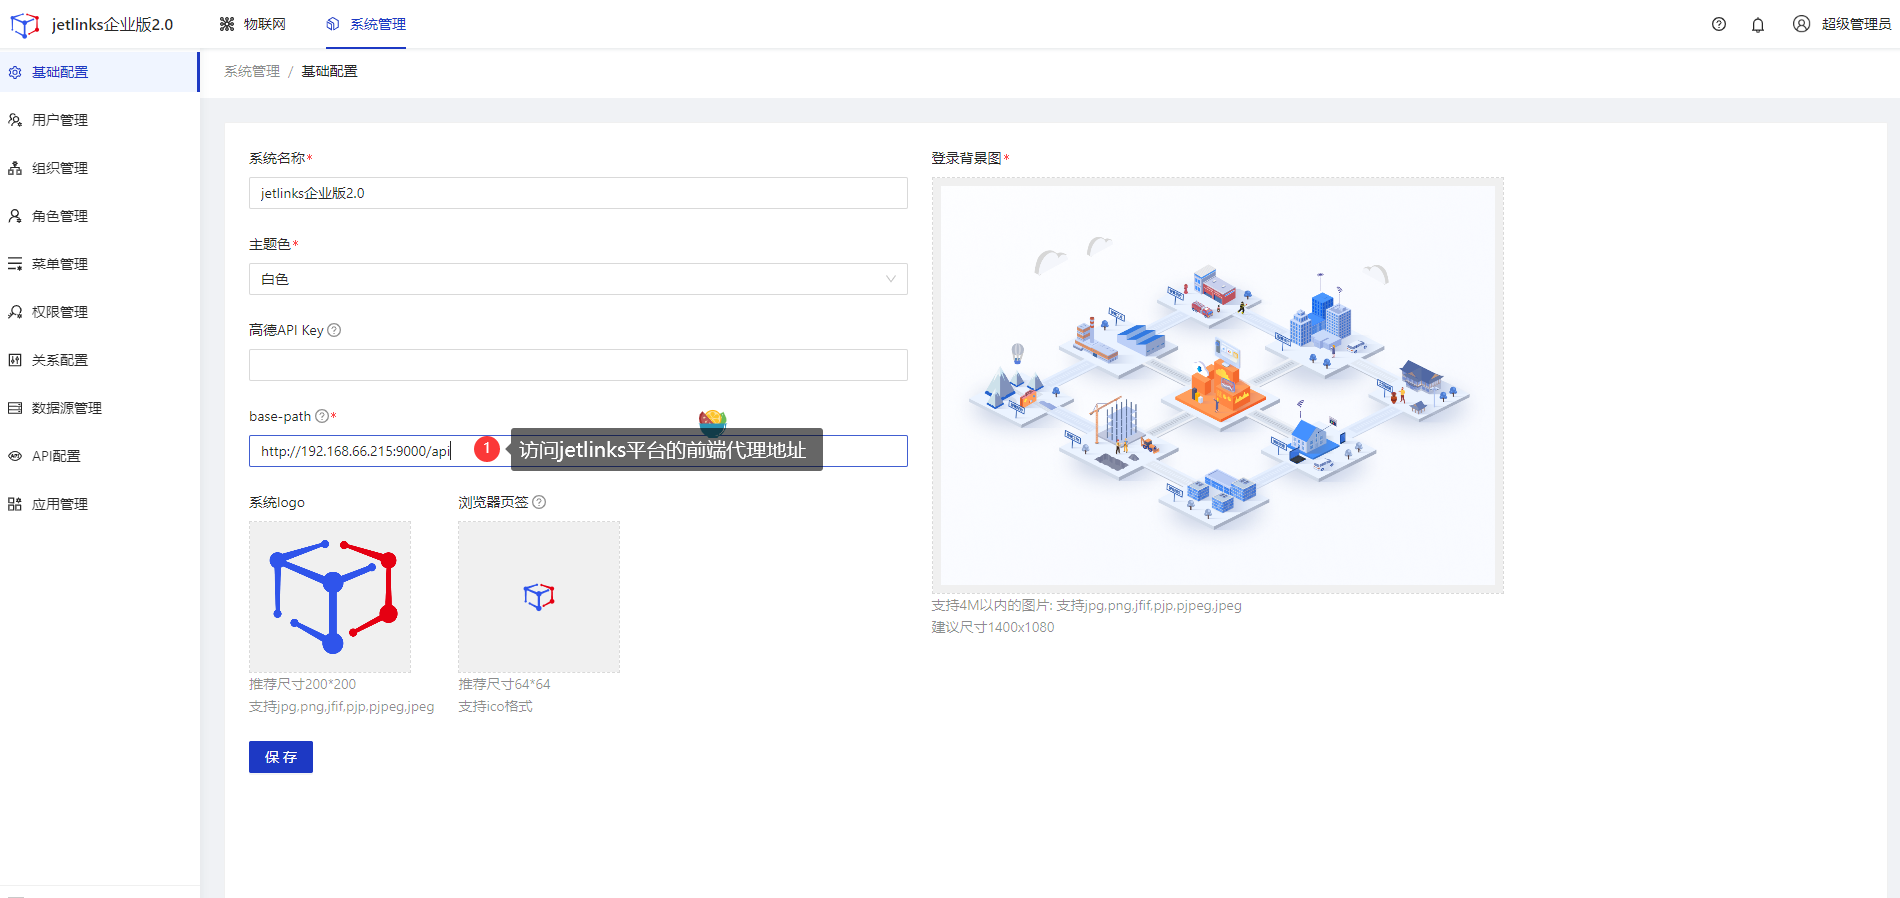 jetlinks企业版2.0
物联网
系统管理
超级管理员
基础配置
用户管理
组织管理
角色管理
菜单管理
权限管理
关系配置
数据源管理
API配置
应用管理
系统管理 / 基础配置
系统名称*
jetlinks企业版2.0
主题色*
白色
高德API Key
base-path *
http://192.168.66.215:9000/api
1
访问jetlinks平台的前端代理地址
系统logo
推荐尺寸200*200
支持jpg,png,jfif,pjp,pjpeg,jpeg
浏览器页签
推荐尺寸64*64
支持ico格式
保 存
登录背景图*
支持4M以内的图片: 支持jpg,png,jfif,pjp,pjpeg,jpeg
建议尺寸1400x1080